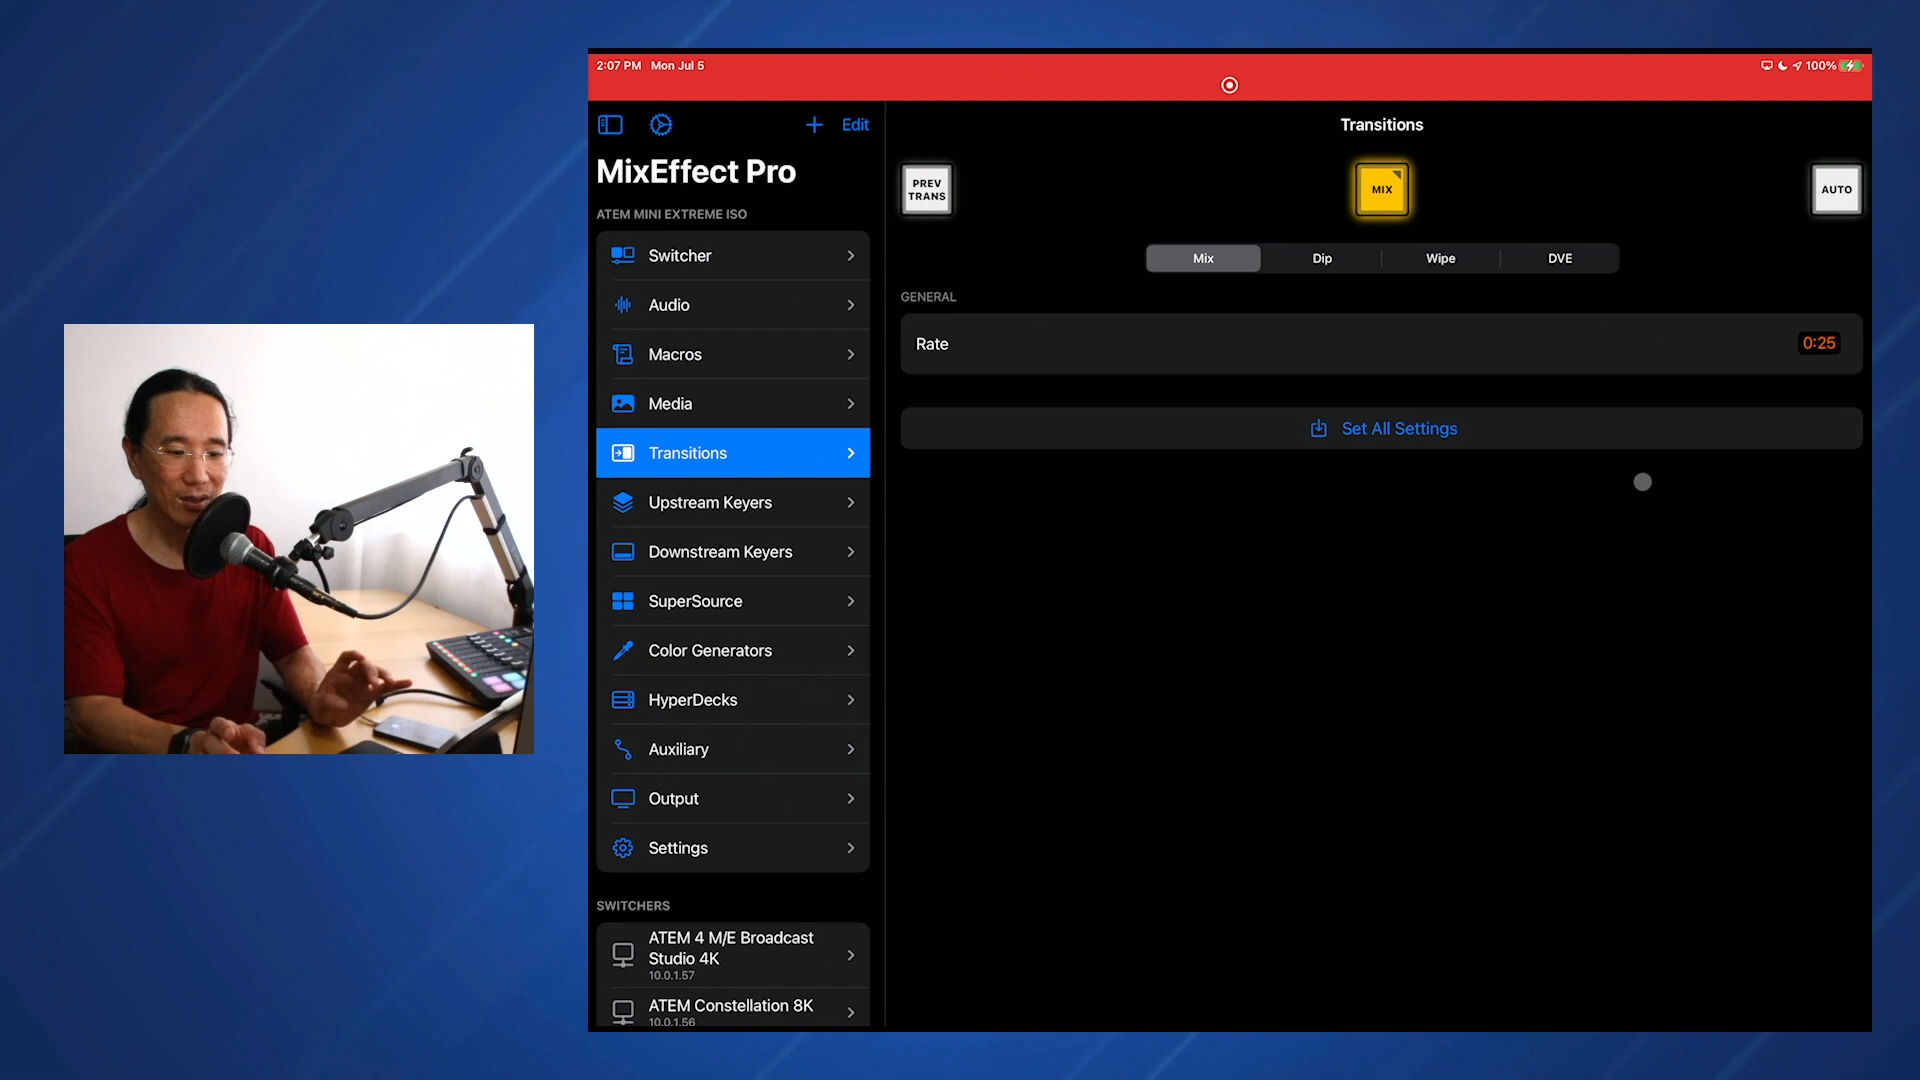 2:07 PM Mon Jul 5
100%
Edit
MixEffect Pro
ATEM MINI EXTREME ISO
Switcher
Audio
Macros
Media
Transitions
Upstream Keyers
Downstream Keyers
SuperSource
Color Generators
HyperDecks
Auxiliary
Output
Settings
SWITCHERS
ATEM 4 M/E Broadcast
Studio 4K
10.0.1.57
ATEM Constellation 8K
10.0.1.56
Transitions
PREV
TRANS
MIX
AUTO
Mix Dip Wipe DVE
GENERAL
Rate 0:25
Set All Settings